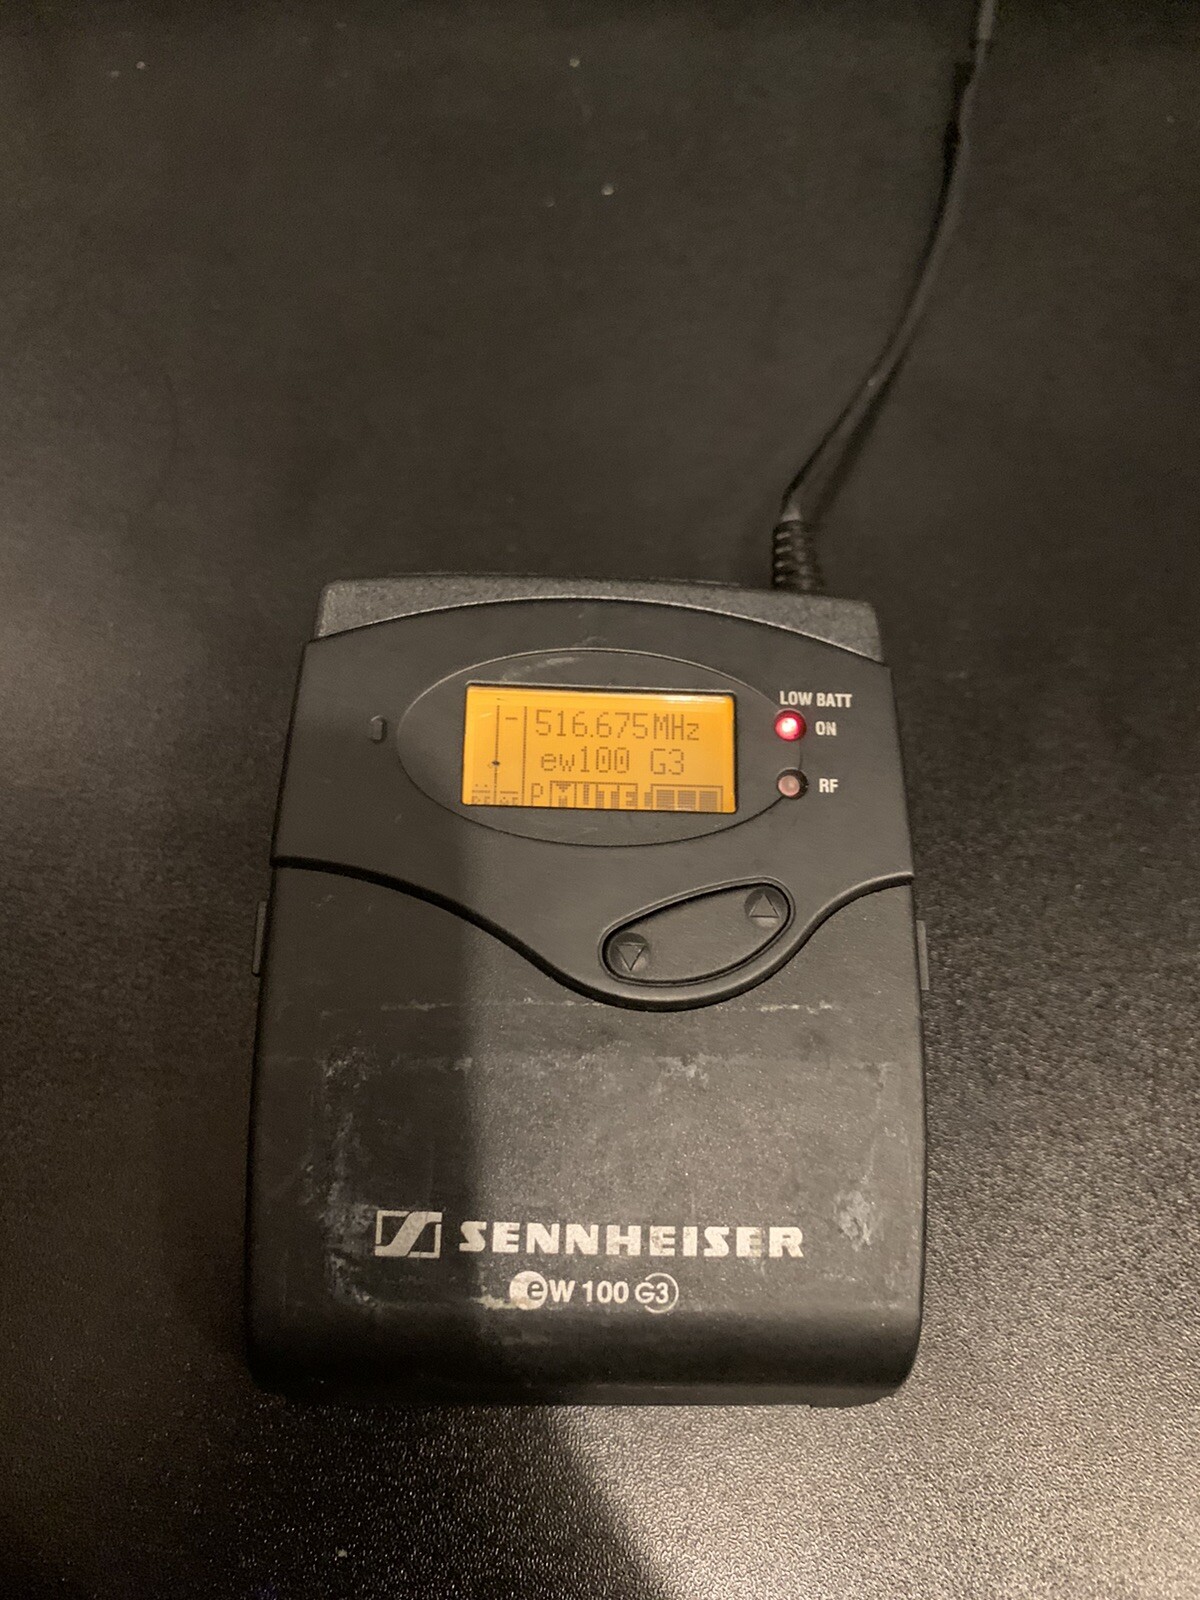 516.675MHz
ew100 G3
P MUTE
LOW BATT
ON
RF
SENNHEISER
ew 100 G3